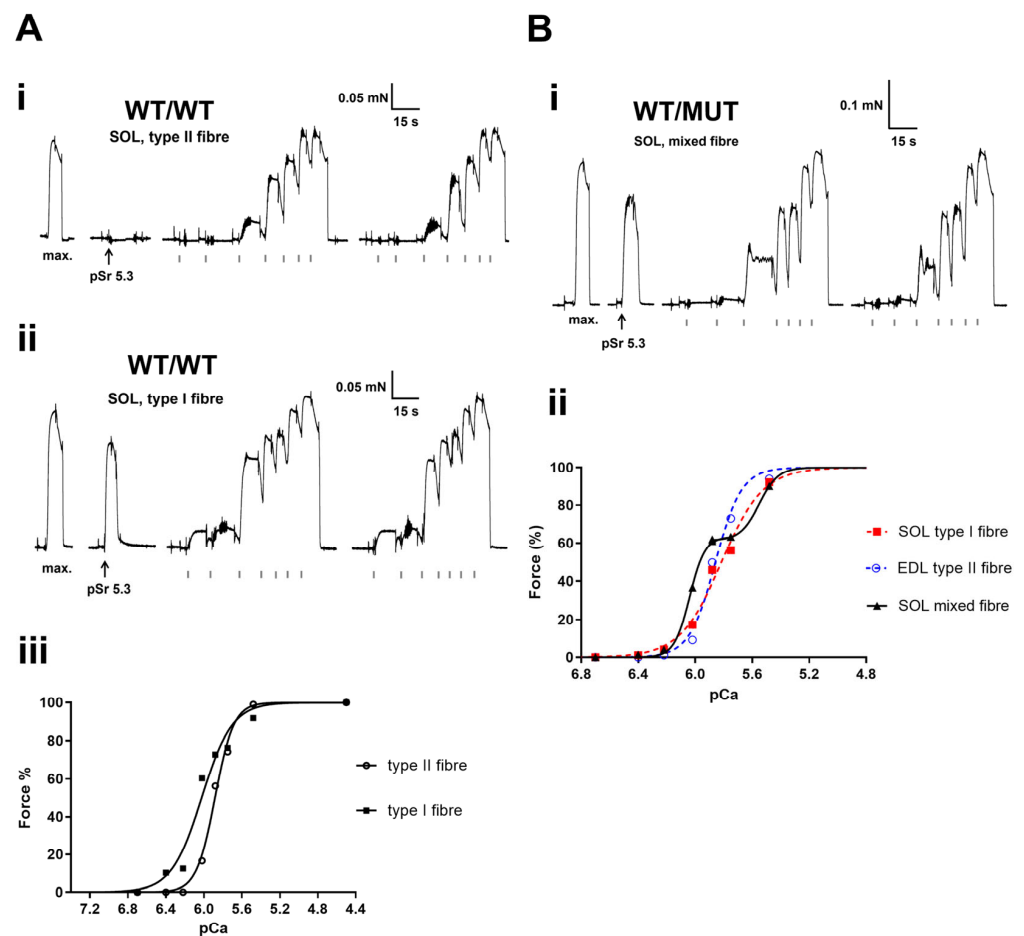 A
i
WT/WT
SOL, type II fibre
0.05 mN
15 s
max.
pSr 5.3
ii
WT/WT
SOL, type I fibre
0.05 mN
15 s
max.
pSr 5.3
iii
100
80
60
40
20
0
Force %
7.2 6.8 6.4 6.0 5.6 5.2 4.8 4.4
pCa
type II fibre
type I fibre
B
i
WT/MUT
SOL, mixed fibre
0.1 mN
15 s
max.
pSr 5.3
ii
100
80
60
40
20
0
Force (%)
6.8 6.4 6.0 5.6 5.2 4.8
pCa
SOL type I fibre
EDL type II fibre
SOL mixed fibre